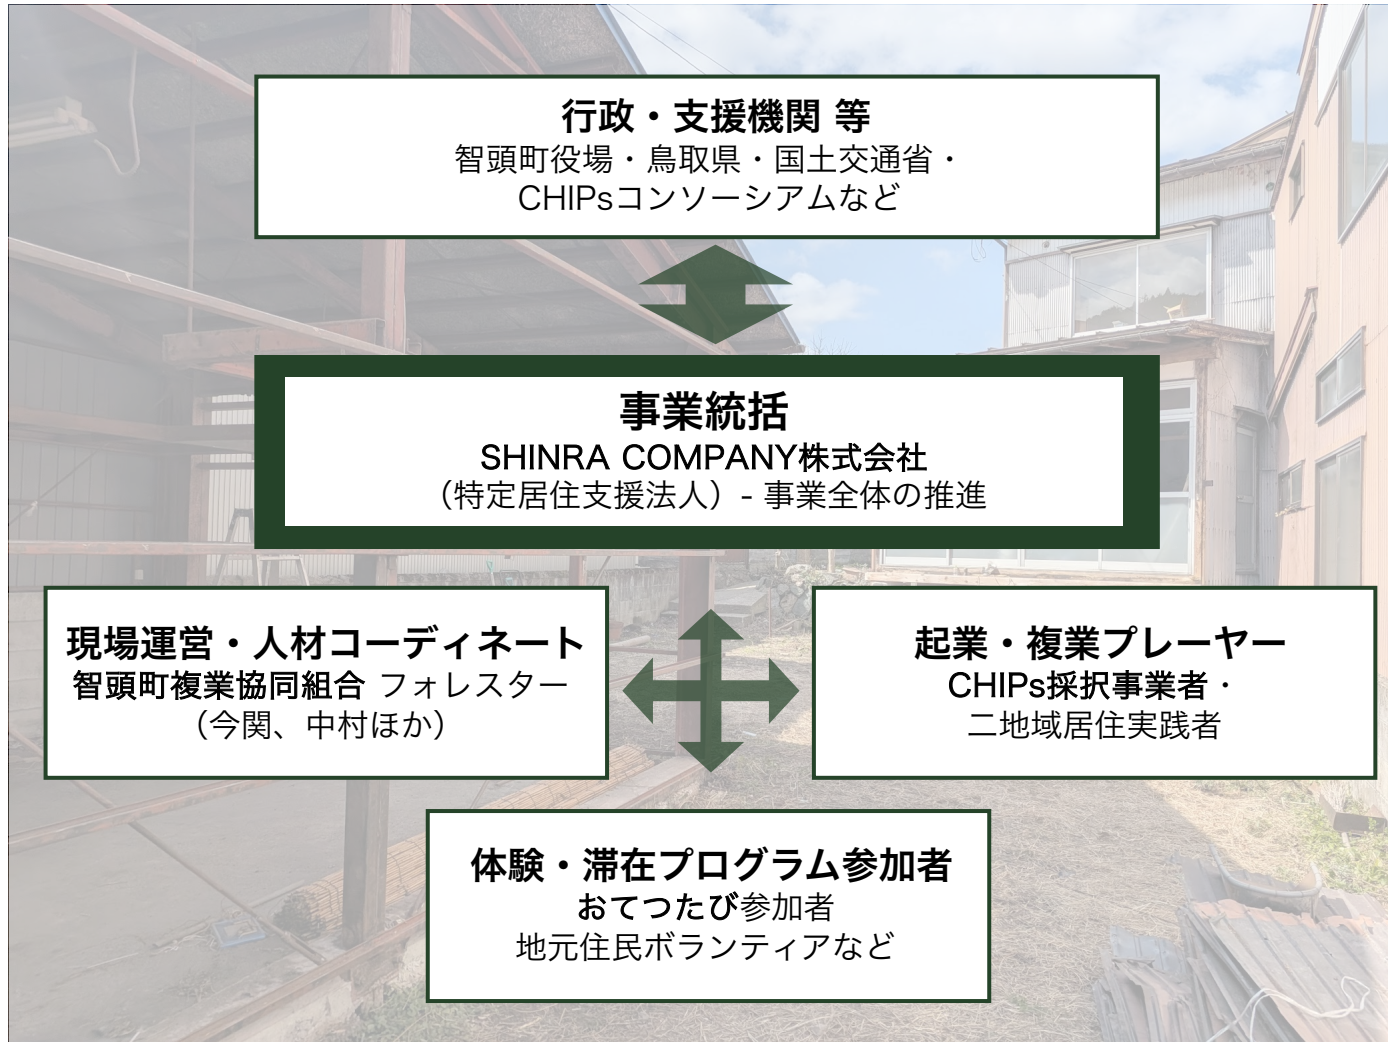 行政・支援機関 等
智頭町役場・鳥取県・国土交通省・
CHIPsコンソーシアムなど
事業統括
SHINRA COMPANY株式会社
（特定居住支援法人）- 事業全体の推進
現場運営・人材コーディネート
智頭町複業協同組合 フォレスター
（今関、中村ほか）
起業・複業プレーヤー
CHIPs採択事業者・
二地域居住実践者
体験・滞在プログラム参加者
おてつたび参加者
地元住民ボランティアなど